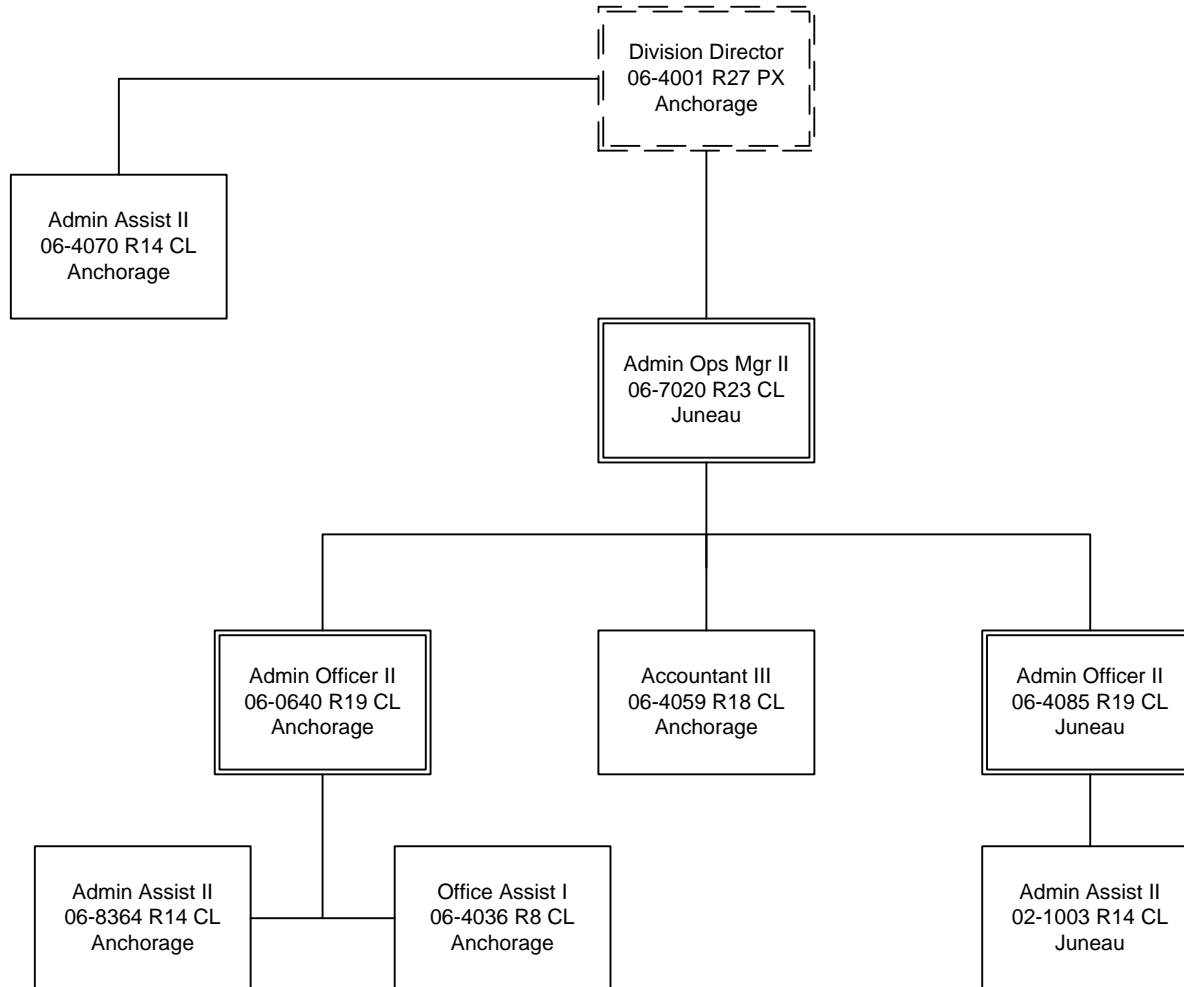 Division Director
06-4001 R27 PX
Anchorage
Admin Assist II
06-4070 R14 CL
Anchorage
Admin Ops Mgr II
06-7020 R23 CL
Juneau
Admin Officer II
06-0640 R19 CL
Anchorage
Accountant III
06-4059 R18 CL
Anchorage
Admin Officer II
06-4085 R19 CL
Juneau
Admin Assist II
06-8364 R14 CL
Anchorage
Office Assist I
06-4036 R8 CL
Anchorage
Admin Assist II
02-1003 R14 CL
Juneau